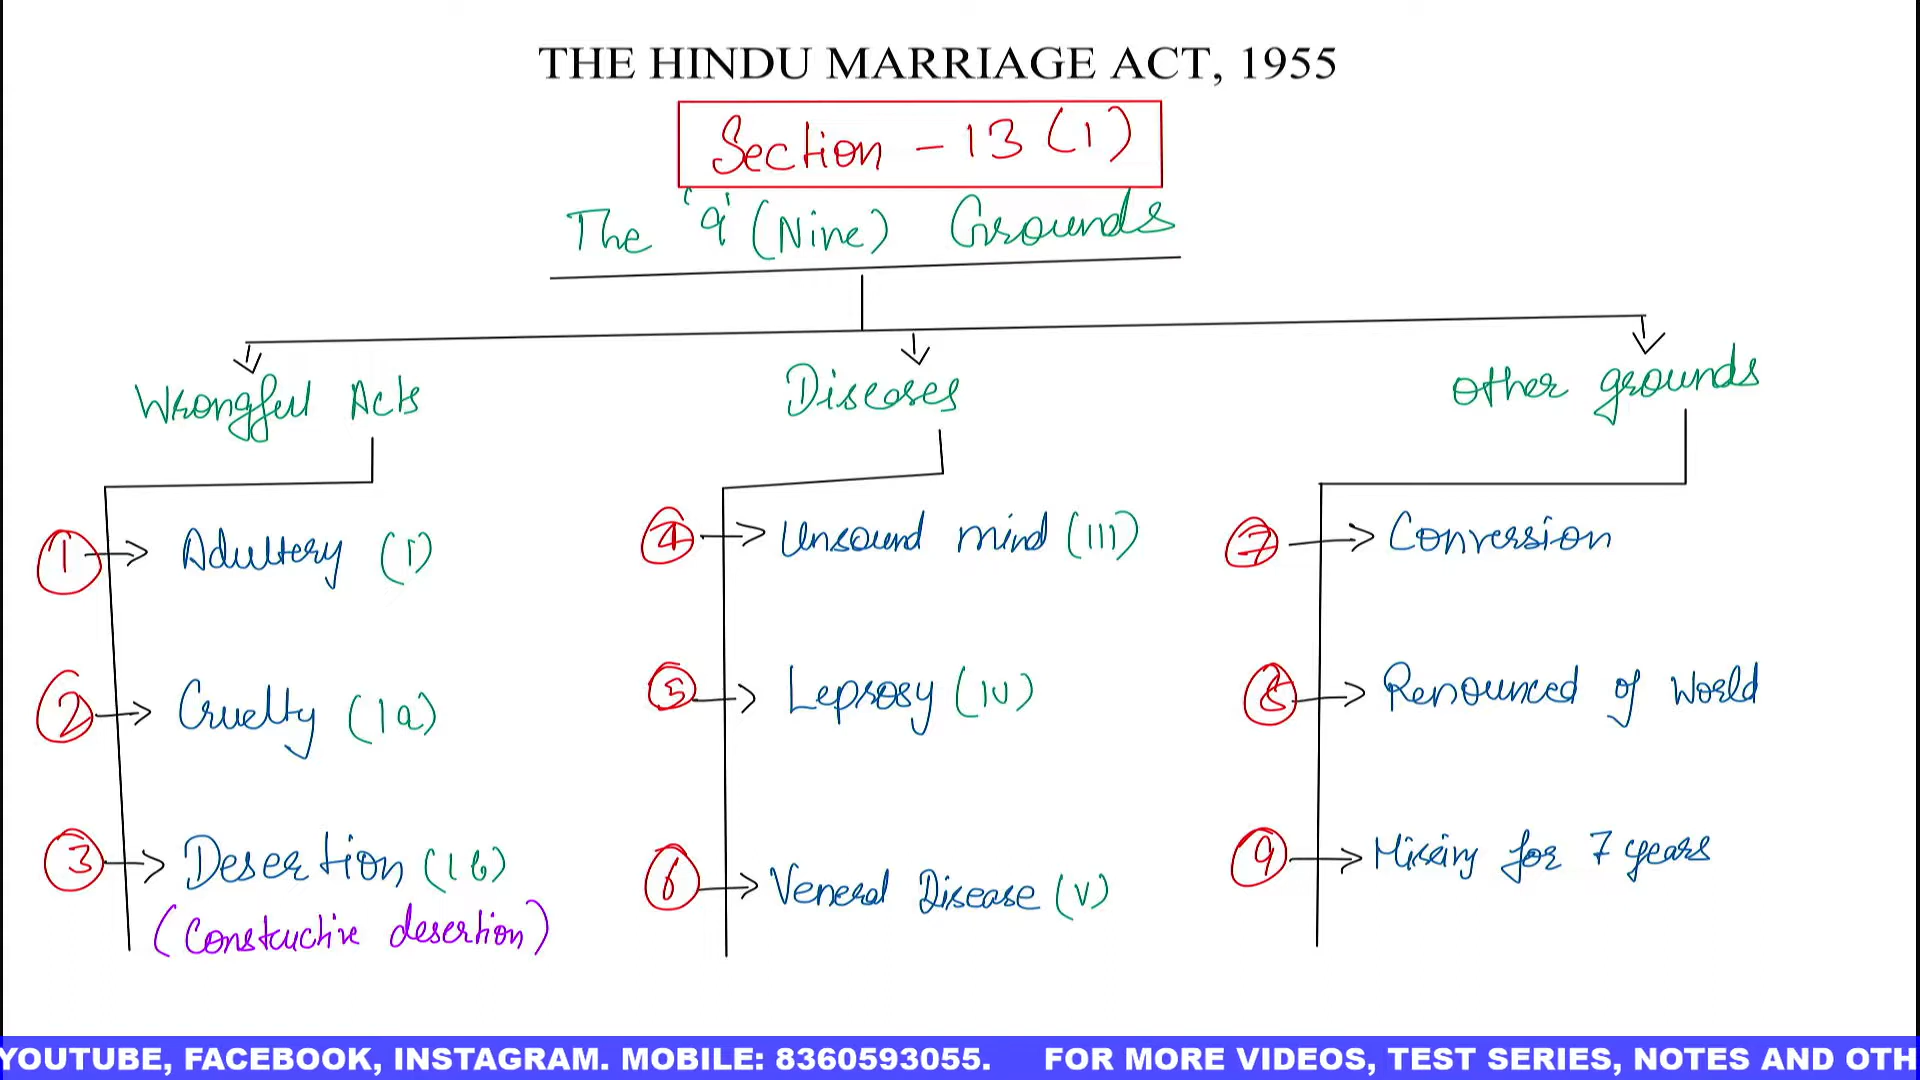 THE HINDU MARRIAGE ACT, 1955
Section - 13 (1)
The '9' (Nine) Grounds
Wrongful Acts
Diseases
Other grounds
1 → Adultery (I)
2 → Cruelty (Ia)
3 → Desertion (Ib)
(Constructive desertion)
4 → Unsound mind (III)
5 → Leprosy (IV)
6 → Veneral Disease (V)
7 → Conversion
8 → Renounced of World
9 → Missing for 7 years
YOUTUBE, FACEBOOK, INSTAGRAM. MOBILE: 8360593055. FOR MORE VIDEOS, TEST SERIES, NOTES AND OTH